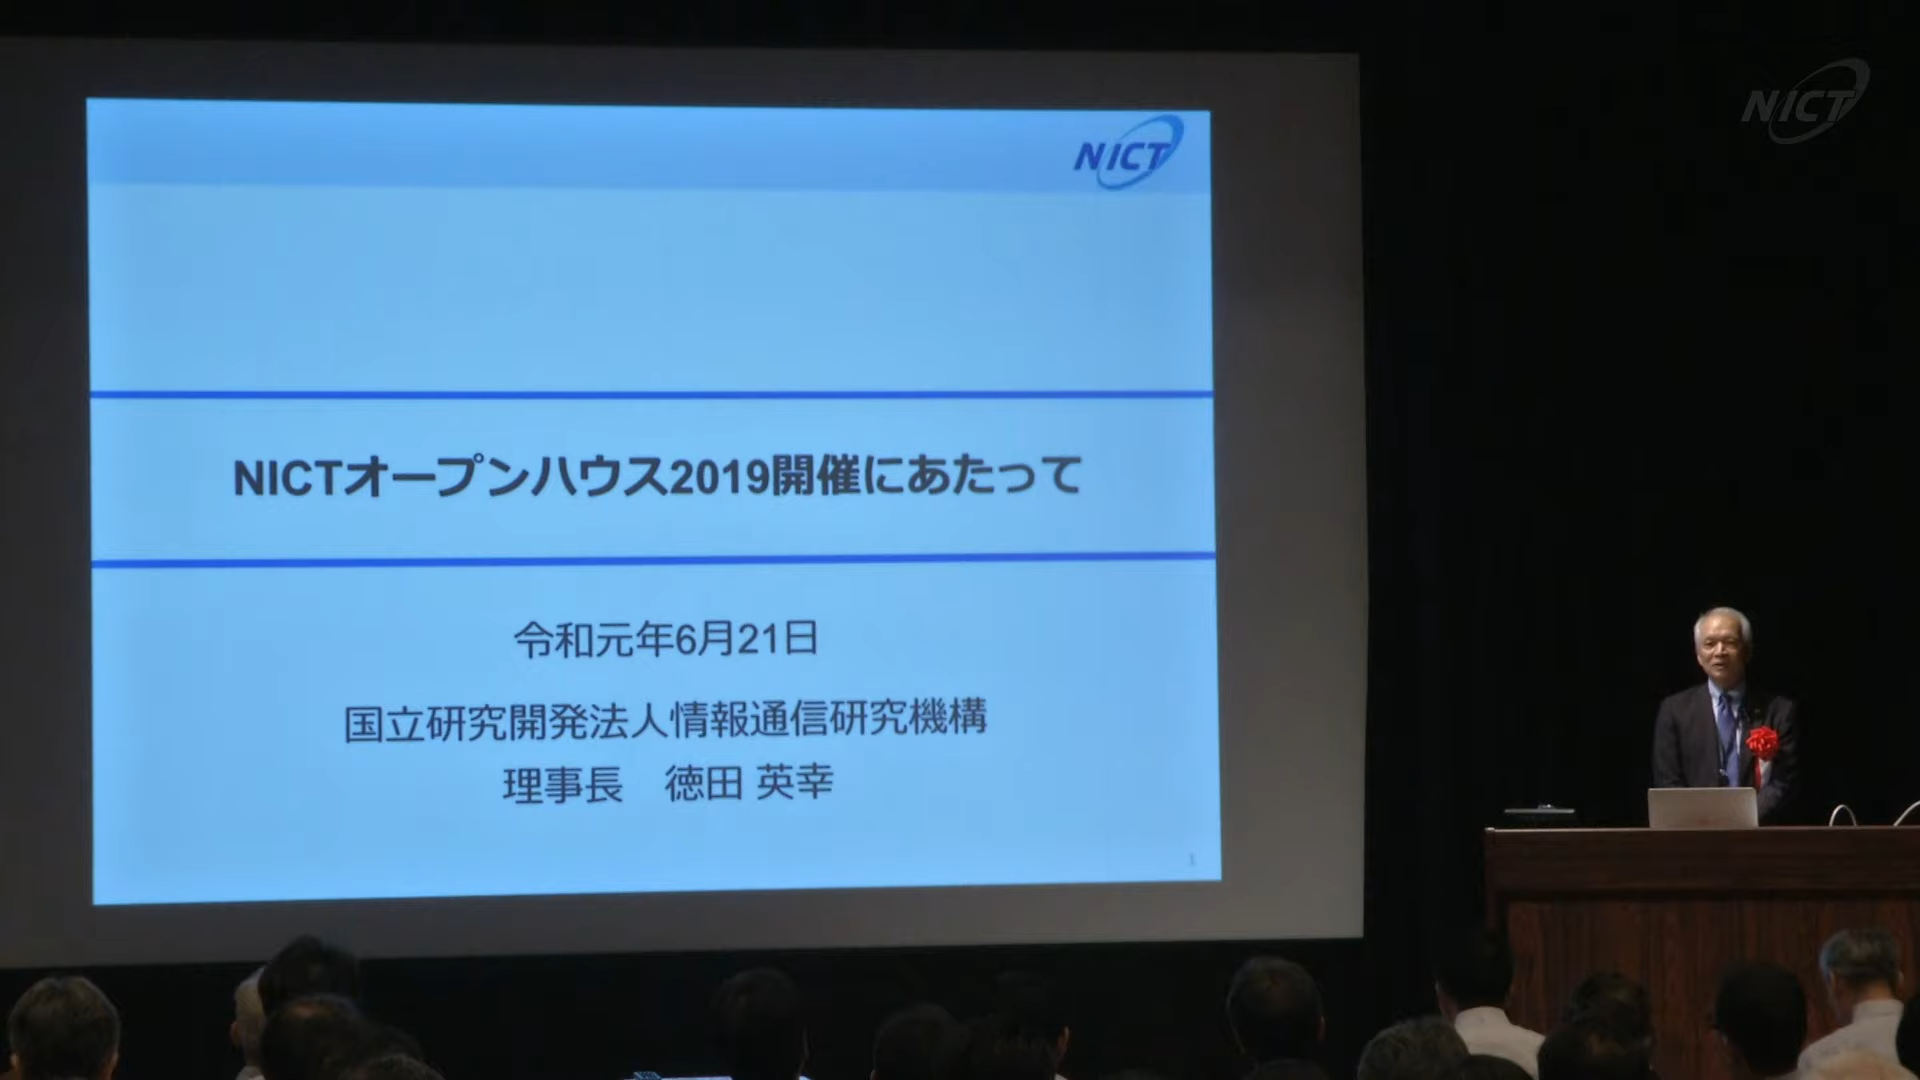 NICT
NICT
NICTオープンハウス2019開催にあたって
令和元年6月21日
国立研究開発法人情報通信研究機構
理事長　徳田 英幸
1